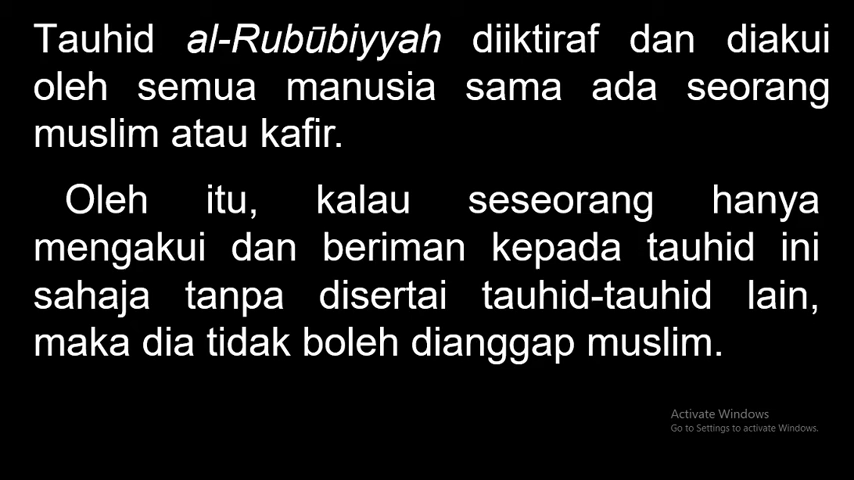 Tauhid al-Rubūbiyyah diiktiraf dan diakui
oleh semua manusia sama ada seorang
muslim atau kafir.
Oleh itu, kalau seseorang hanya
mengakui dan beriman kepada tauhid ini
sahaja tanpa disertai tauhid-tauhid lain,
maka dia tidak boleh dianggap muslim.
Activate Windows
Go to Settings to activate Windows.